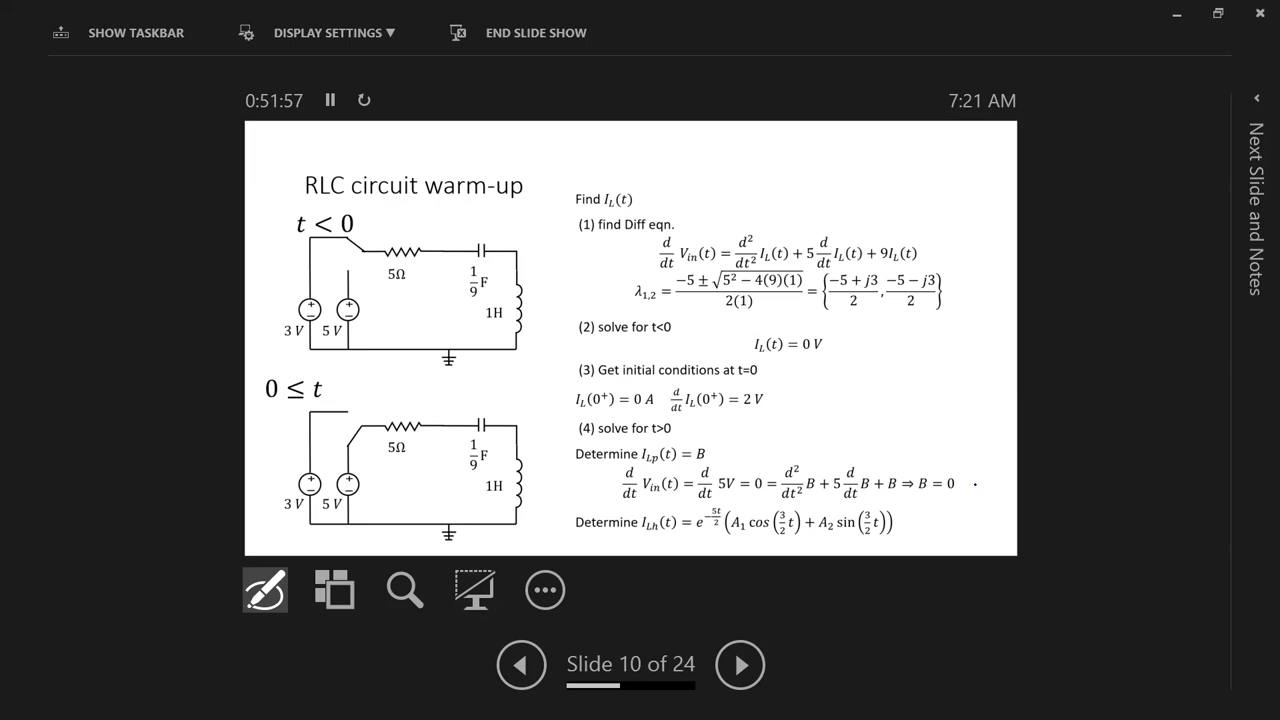 SHOW TASKBAR
DISPLAY SETTINGS ▼
END SLIDE SHOW
0:51:57
7:21 AM
Next Slide and Notes
RLC circuit warm-up
t < 0
5Ω
1/9 F
1H
3 V
5 V
0 ≤ t
5Ω
1/9 F
1H
3 V
5 V
Find I_L(t)
(1) find Diff eqn.
d/dt V_in(t) = d²/dt² I_L(t) + 5 d/dt I_L(t) + 9I_L(t)
λ_1,2 = (−5 ± √(5² − 4(9)(1)))/2(1) = {(−5 + j3)/2, (−5 − j3)/2}
(2) solve for t<0
I_L(t) = 0 V
(3) Get initial conditions at t=0
I_L(0⁺) = 0 A d/dt I_L(0⁺) = 2 V
(4) solve for t>0
Determine I_Lp(t) = B
d/dt V_in(t) = d/dt 5V = 0 = d²/dt² B + 5 d/dt B + B ⇒ B = 0
Determine I_Lh(t) = e^(−5t/2) (A₁ cos(3/2 t) + A₂ sin(3/2 t))
Slide 10 of 24